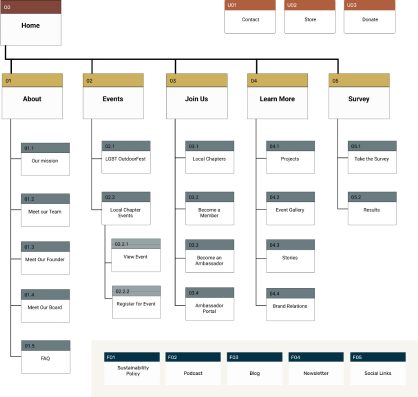 00
Home
U01
Contact
U02
Store
U03
Donate
01
About
02
Events
03
Join Us
04
Learn More
05
Survey
01.1
Our mission
01.2
Meet our Team
01.3
Meet Our Founder
01.4
Meet Our Board
01.5
FAQ
02.1
LGBT OutdoorFest
02.2
Local Chapter
Events
02.2.1
View Event
02.2.2
Register for Event
03.1
Local Chapters
03.2
Become a
Member
03.3
Become an
Ambassador
03.4
Ambassador
Portal
04.1
Projects
04.2
Event Gallery
04.3
Stories
04.4
Brand Relations
05.1
Take the Survey
05.2
Results
F01
Sustainability
Policy
F02
Podcast
F03
Blog
F04
Newsletter
F05
Social Links